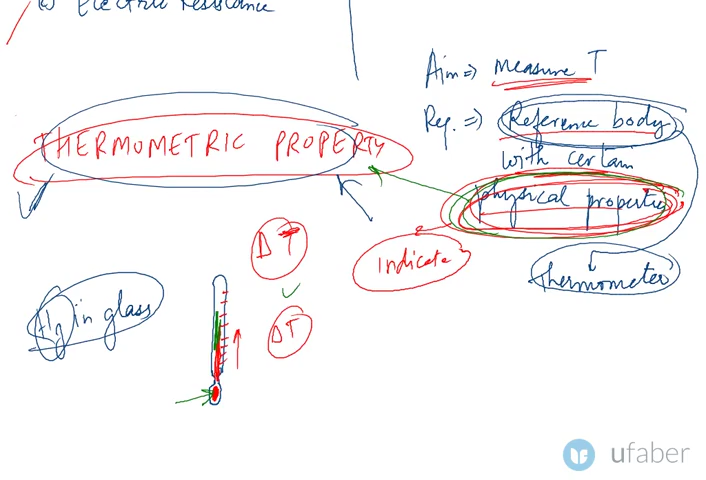 Electric resistance
Aim => measure T
Req. => Reference body
with certain
physical property
THERMOMETRIC PROPERTY
Indicate
Thermometer
ΔT
Hg in glass
ΔT
ufaber